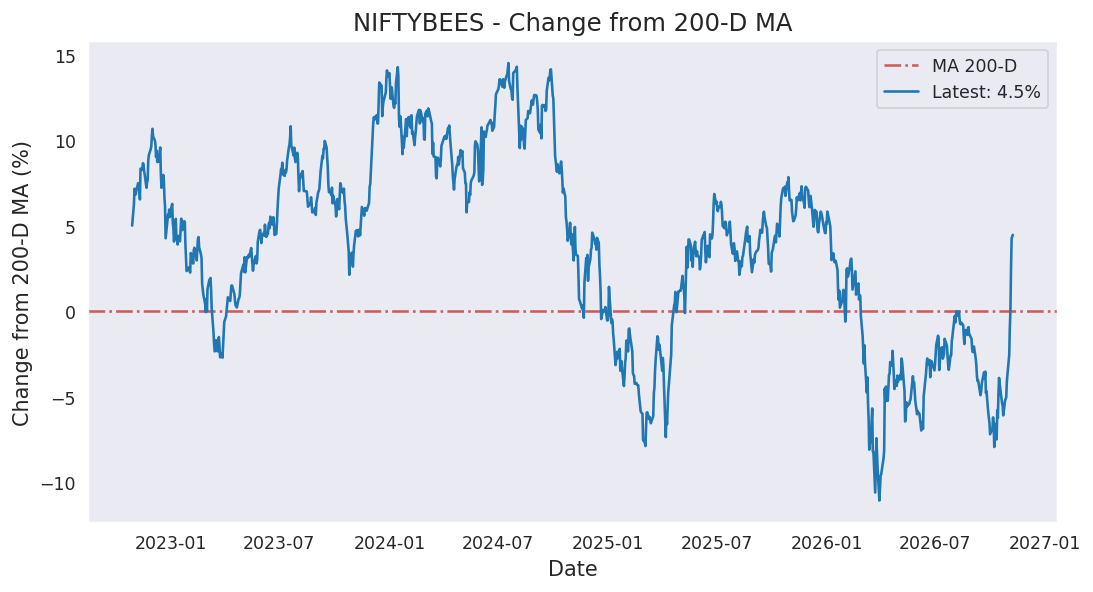 NIFTYBEES - Change from 200-D MA
MA 200-D
Latest: 4.5%
Change from 200-D MA (%)
15
10
5
0
−5
−10
2023-01 2023-07 2024-01 2024-07 2025-01 2025-07 2026-01 2026-07 2027-01
Date